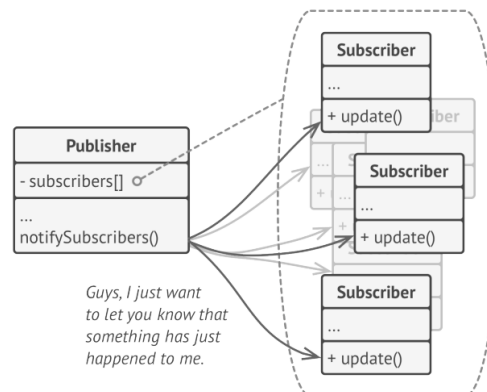 Subscriber
...
+ update()
Publisher
- subscribers[]
...
notifySubscribers()
Subscriber
...
+ update()
Guys, I just want
to let you know that
something has just
happened to me.
Subscriber
...
+ update()